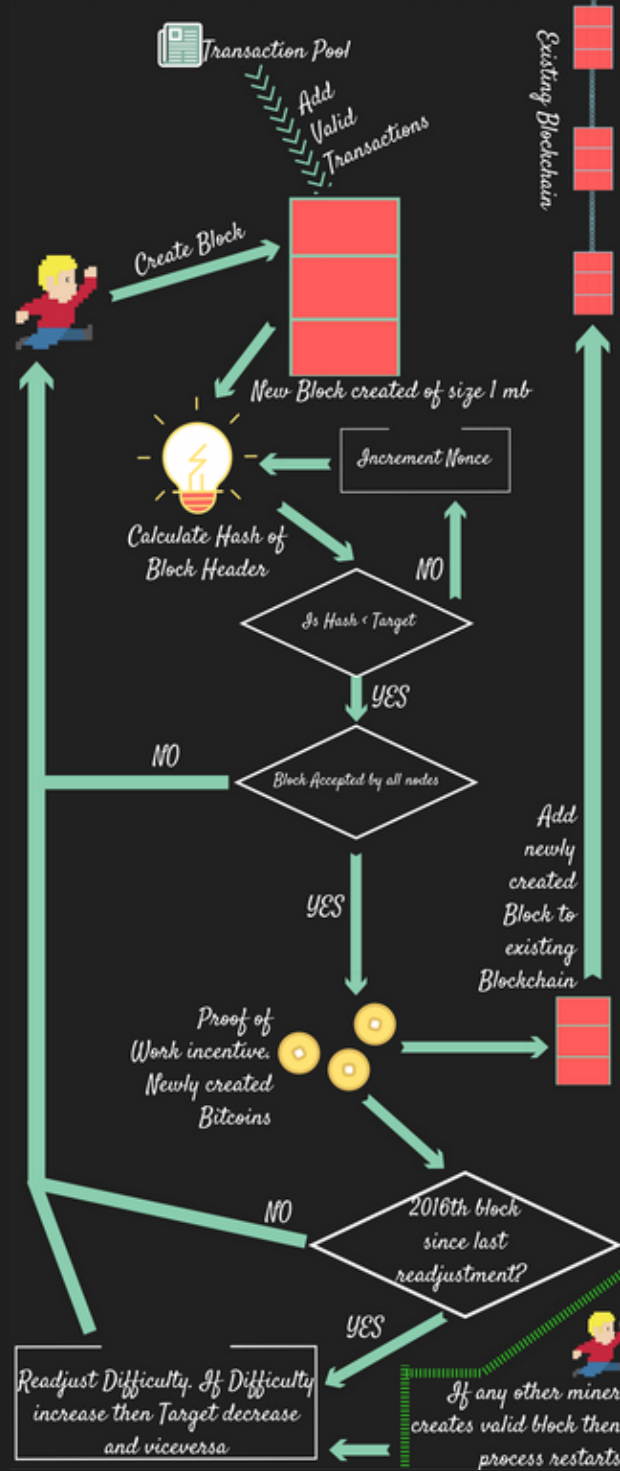 Transaction Pool
Add
Valid
Transactions
Existing Blockchain
Create Block
New Block created of size 1 mb
Increment Nonce
Calculate Hash of
Block Header
NO
Is Hash < Target
YES
NO
Block Accepted by all nodes
YES
Add
newly
created
Block to
existing
Blockchain
Proof of
Work incentive.
Newly created
Bitcoins
2016th block
since last
readjustment?
NO
YES
Readjust Difficulty. If Difficulty
increase then Target decrease
and viceversa
If any other miner
creates valid block then
process restarts